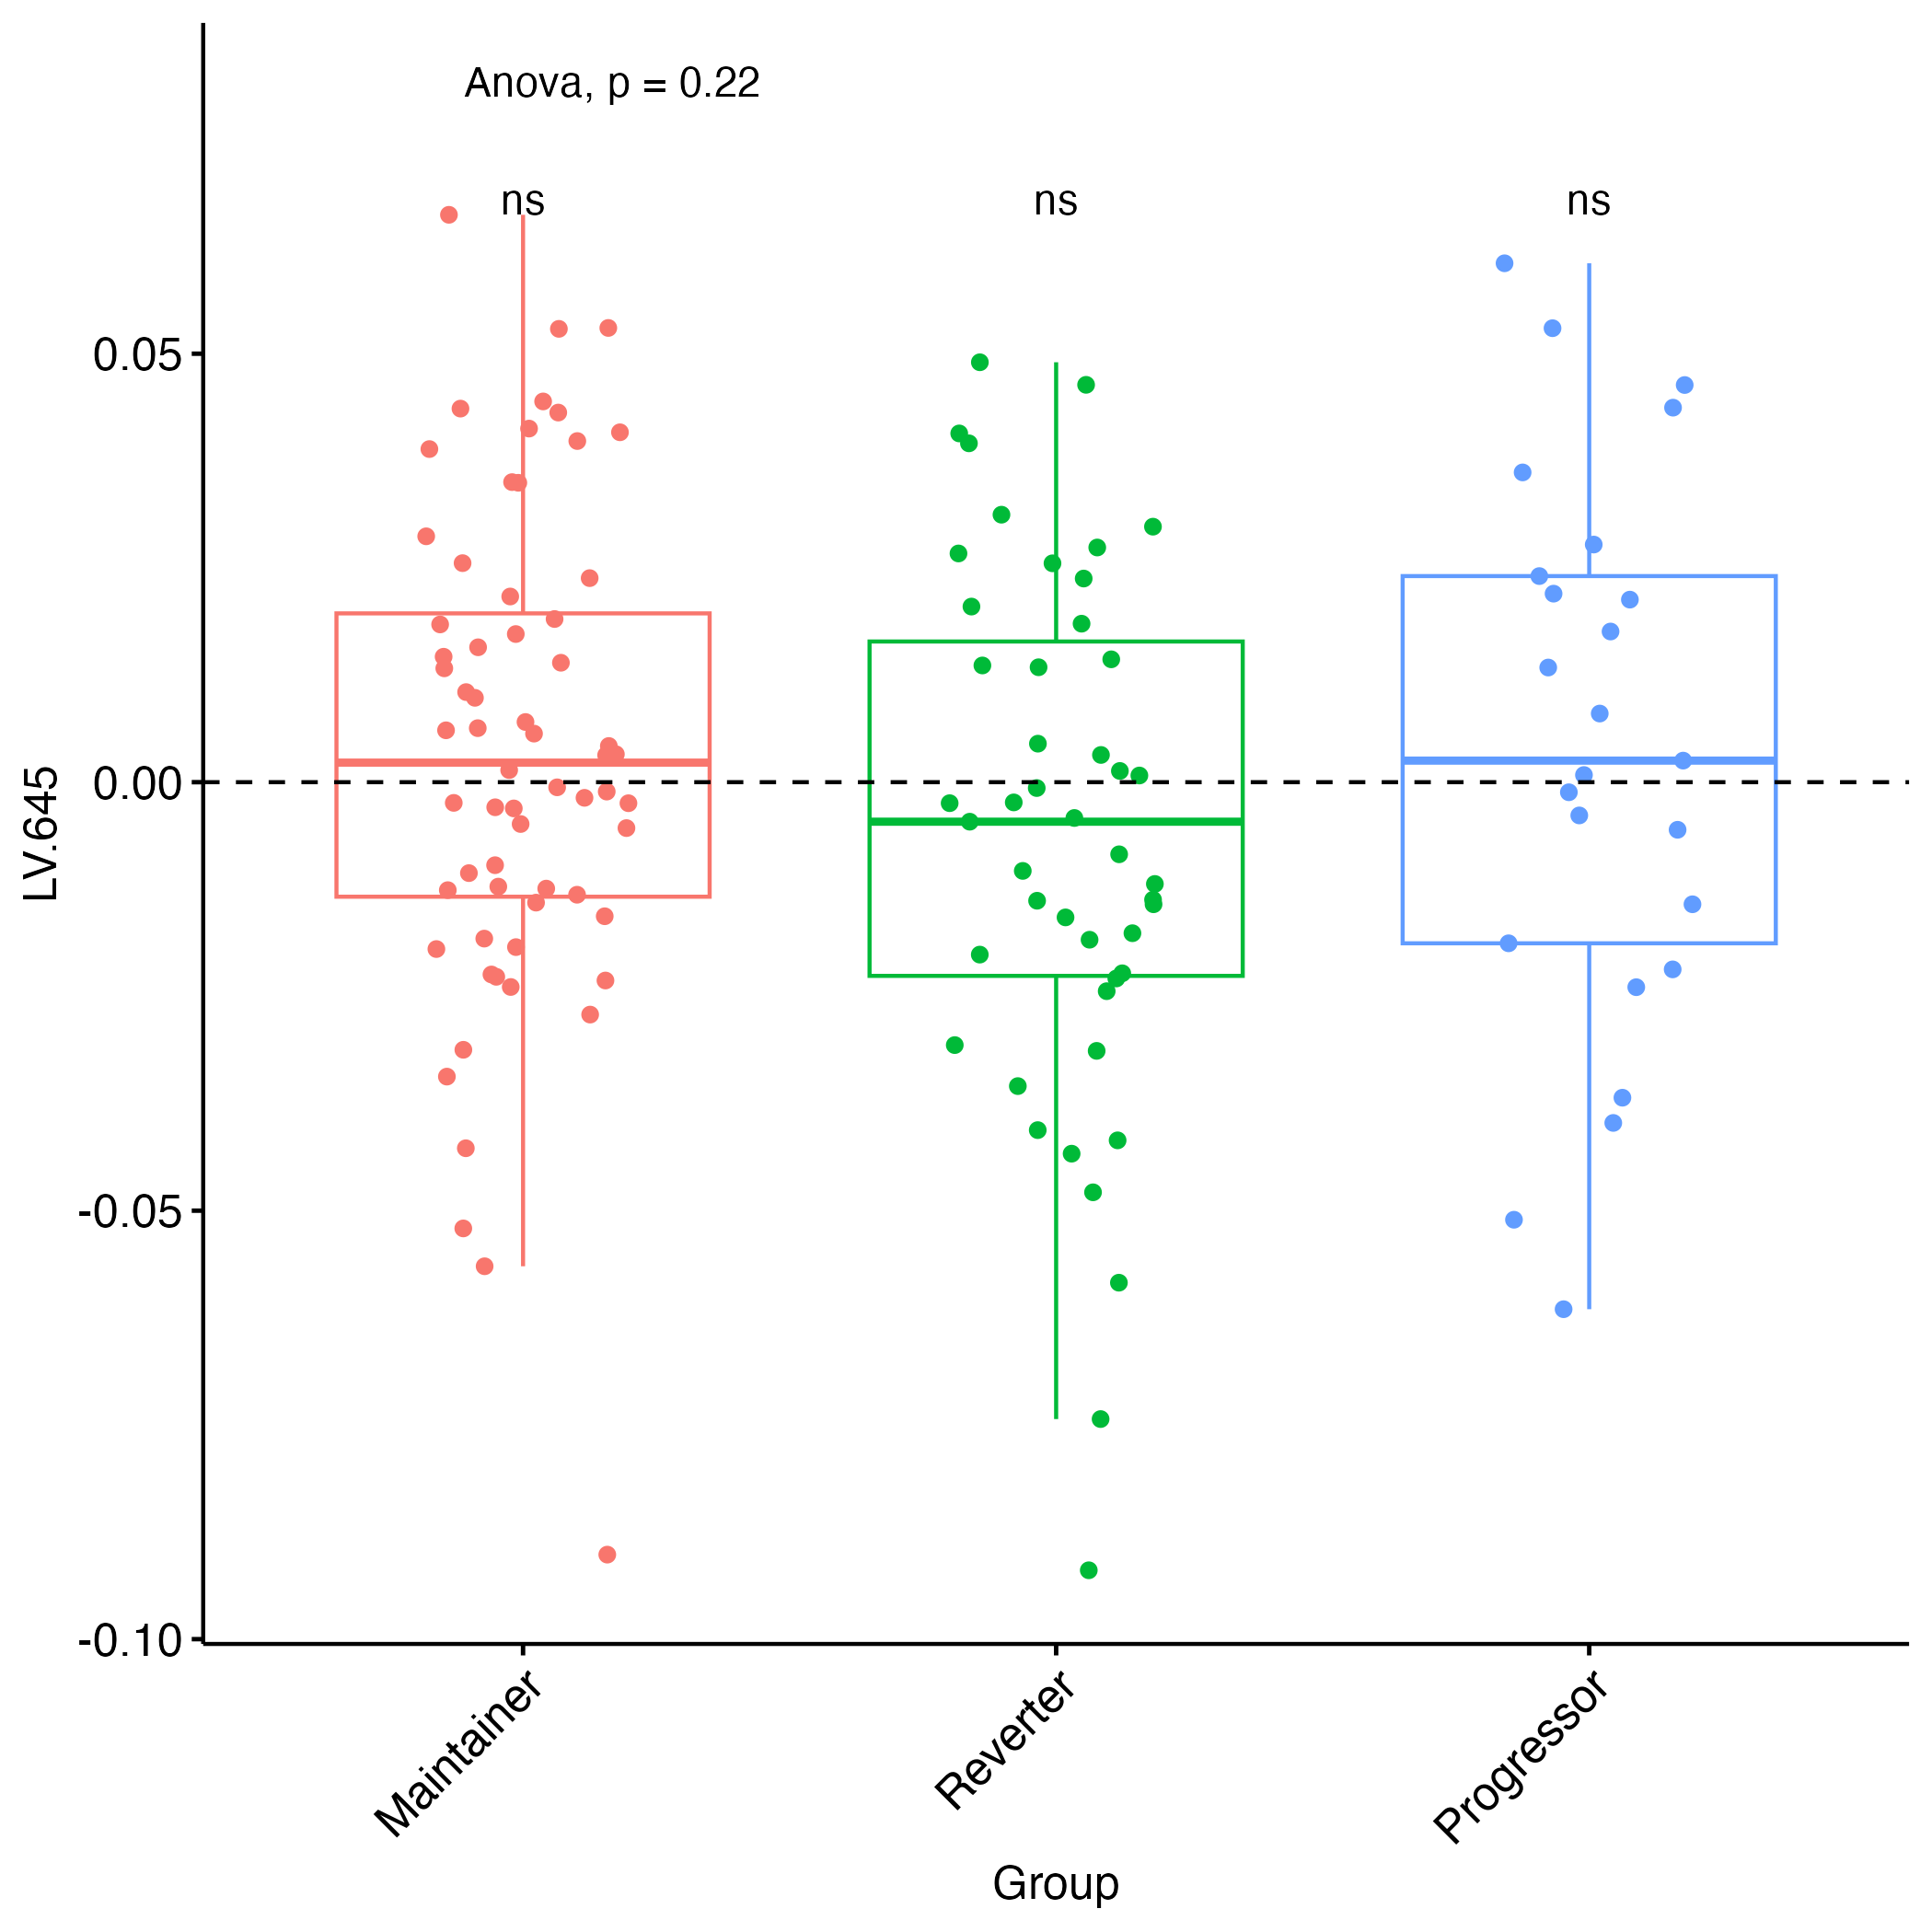 Anova, p = 0.22
ns ns ns
0.05
0.00
-0.05
-0.10
LV.645
Maintainer Reverter Progressor
Group